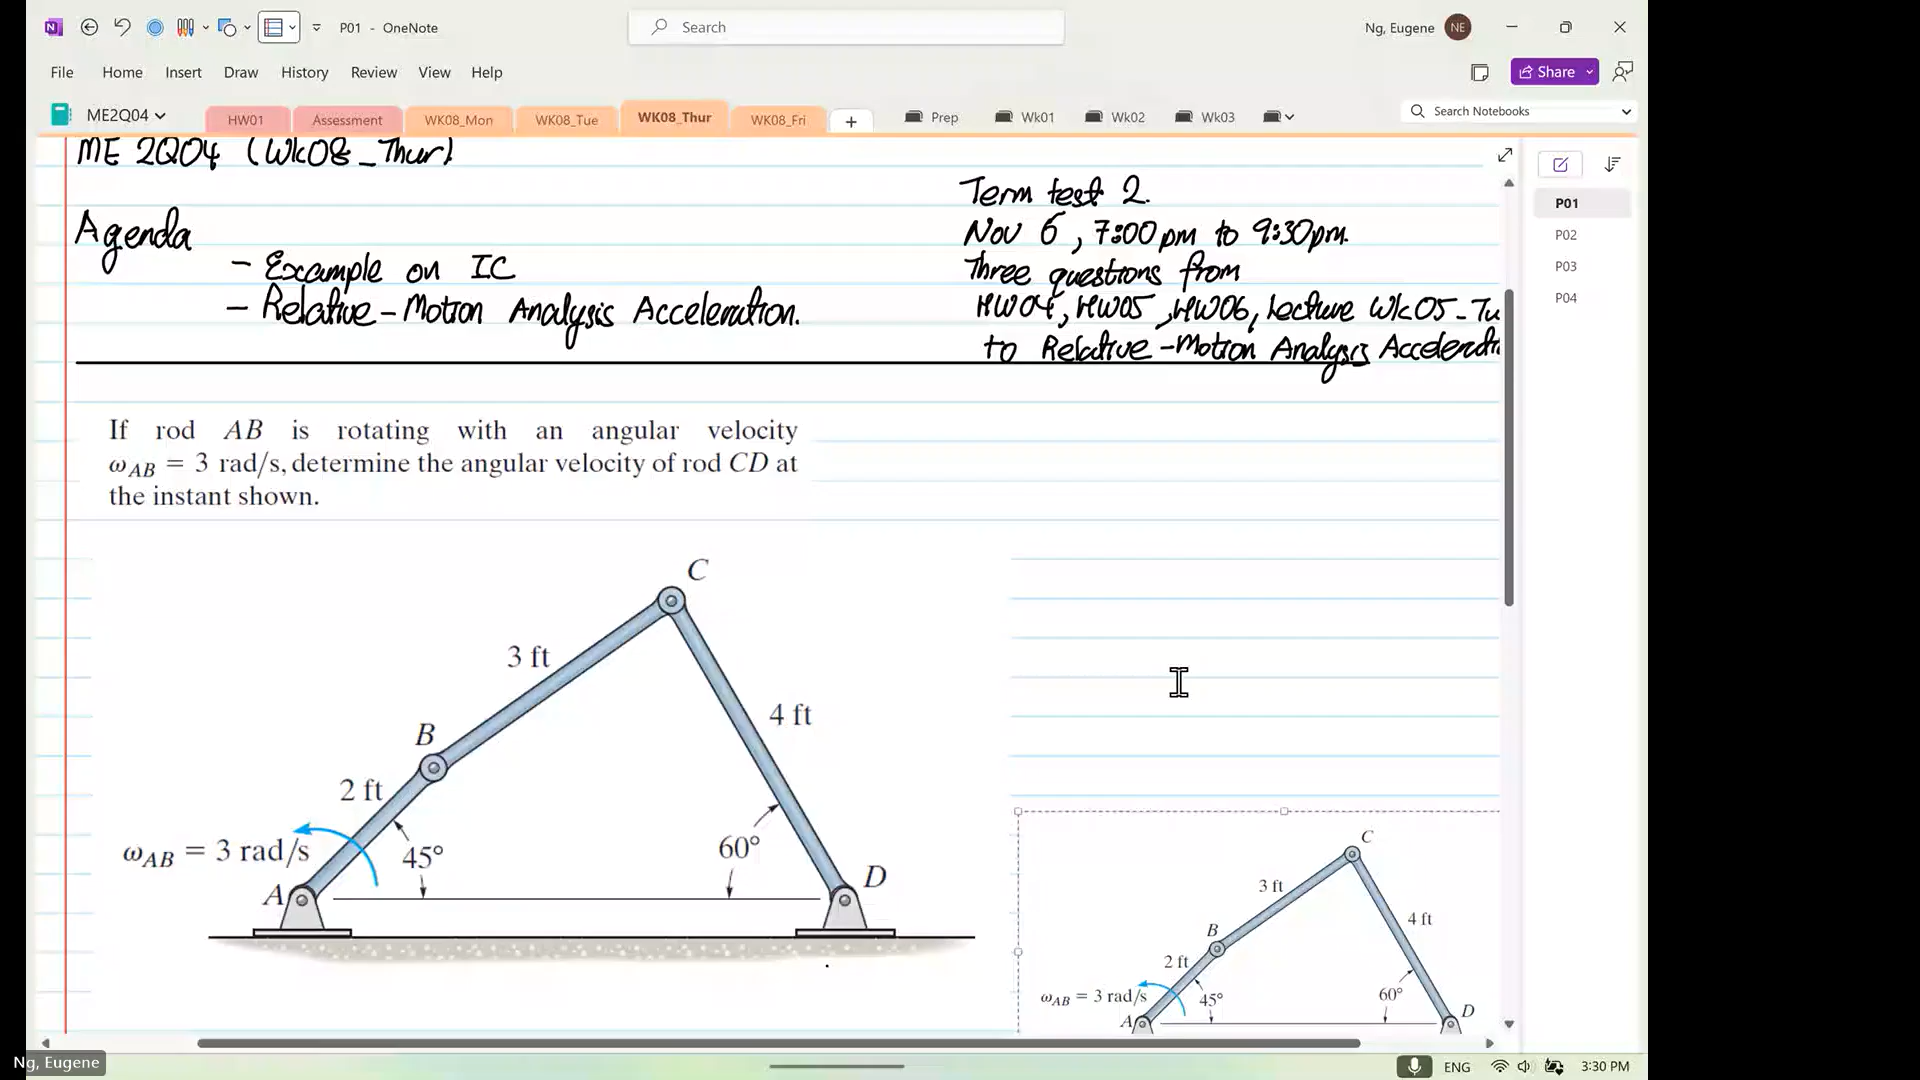 P01 - OneNote
Search
Ng, Eugene
NE
File Home Insert Draw History Review View Help
Share
ME2Q04
HW01
Assessment
WK08_Mon
WK08_Tue
WK08_Thur
WK08_Fri
+
Prep
Wk01
Wk02
Wk03
Search Notebooks
P01
P02
P03
P04
ME 2Q04 (Wk08_Thur)
Agenda
- Example on IC
- Relative-Motion Analysis Acceleration.
Term test 2.
Nov 6, 7:00pm to 9:30pm.
Three questions from
HW04, HW05, HW06, Lecture Wk05-Tu
to Relative-Motion Analysis Accelerati
If rod AB is rotating with an angular velocity
ωAB = 3 rad/s, determine the angular velocity of rod CD at
the instant shown.
C
3 ft
4 ft
B
2 ft
ωAB = 3 rad/s
45°
60°
A
D
C
3 ft
4 ft
B
2 ft
ωAB = 3 rad/s
45°
60°
A
D
Ng, Eugene
ENG
3:30 PM